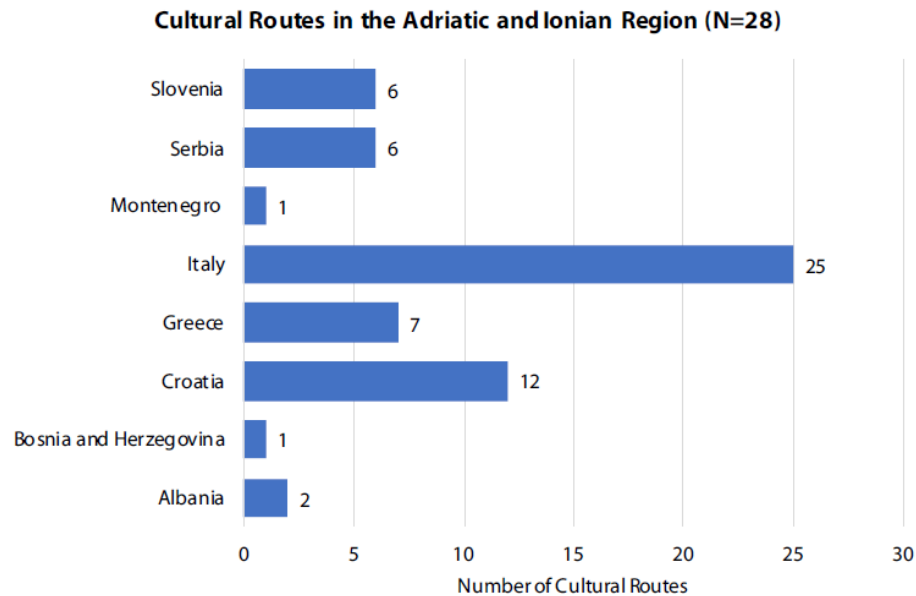 Cultural Routes in the Adriatic and Ionian Region (N=28)
Slovenia 6
Serbia 6
Montenegro 1
Italy 25
Greece 7
Croatia 12
Bosnia and Herzegovina 1
Albania 2
0 5 10 15 20 25 30
Number of Cultural Routes